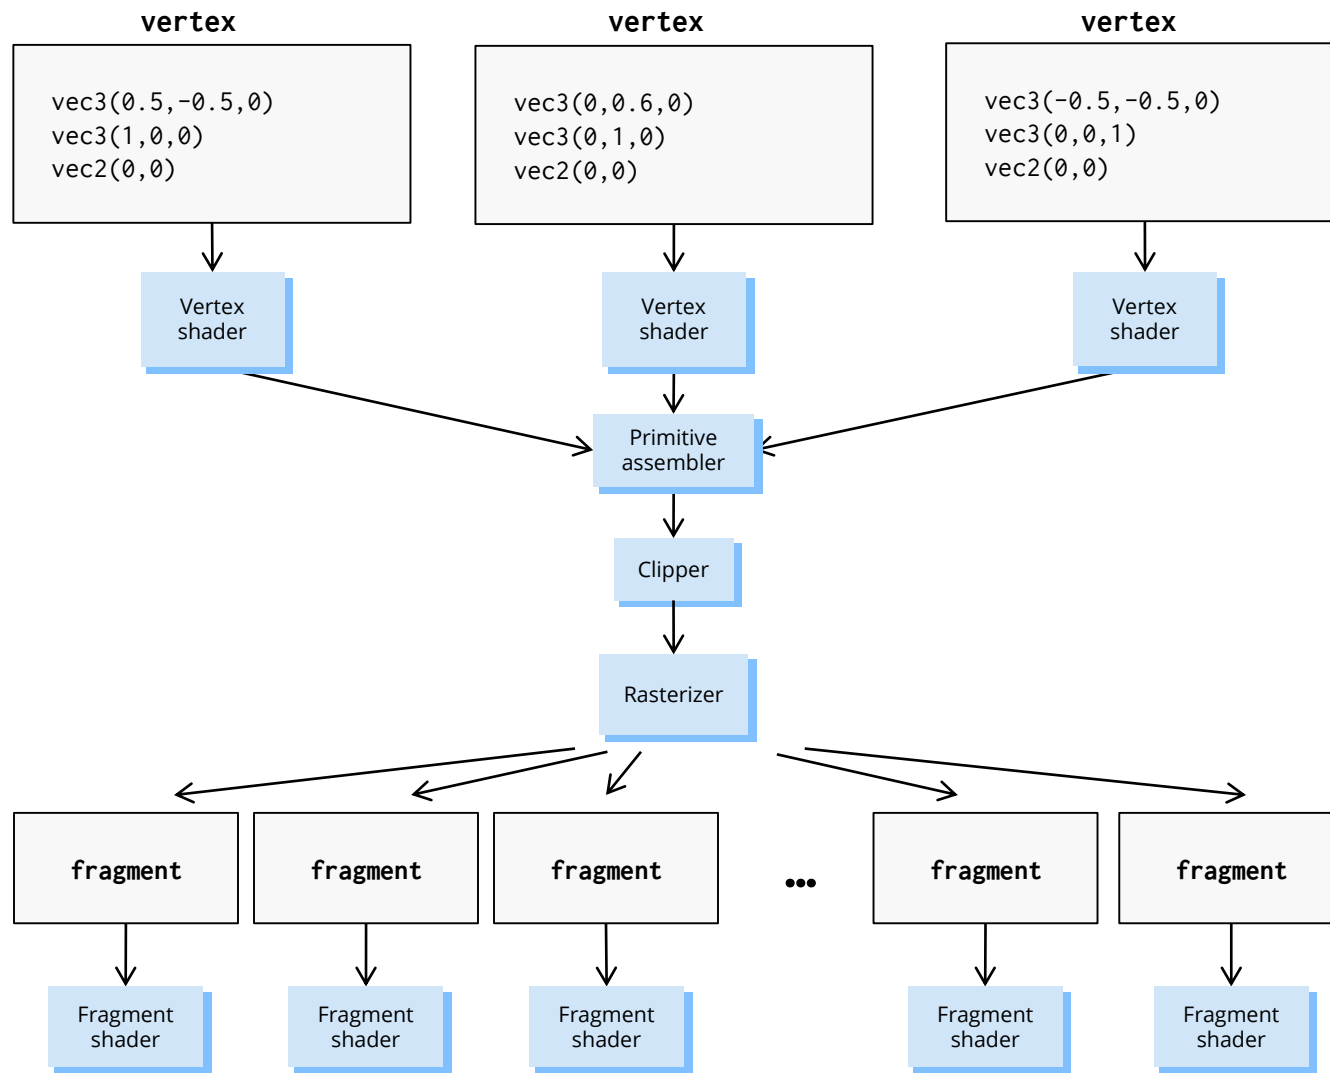 vertex
vertex
vertex
vec3(0.5,-0.5,0)
vec3(1,0,0)
vec2(0,0)
vec3(0,0.6,0)
vec3(0,1,0)
vec2(0,0)
vec3(-0.5,-0.5,0)
vec3(0,0,1)
vec2(0,0)
Vertex
shader
Vertex
shader
Vertex
shader
Primitive
assembler
Clipper
Rasterizer
fragment
fragment
fragment
...
fragment
fragment
Fragment
shader
Fragment
shader
Fragment
shader
Fragment
shader
Fragment
shader